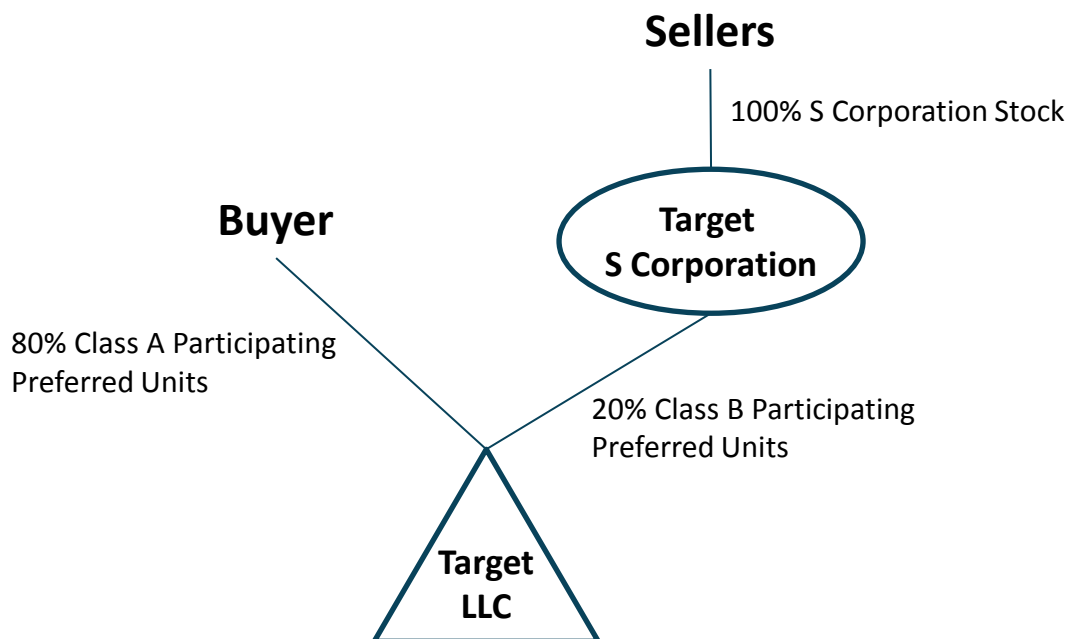 Sellers
100% S Corporation Stock
Target
S Corporation
Buyer
80% Class A Participating
Preferred Units
20% Class B Participating
Preferred Units
Target
LLC